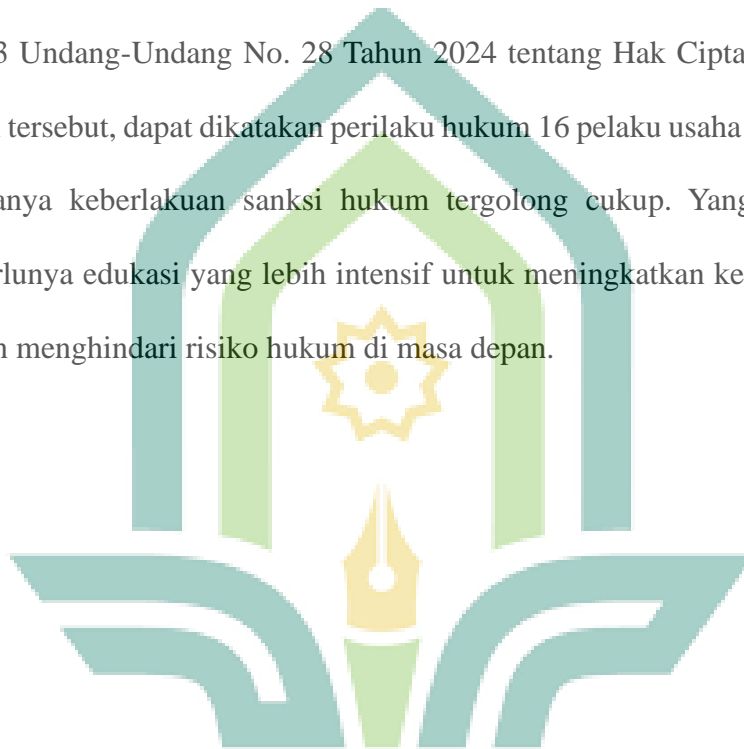 3 Undang-Undang No. 28 Tahun 2024 tentang Hak Cipta
tersebut, dapat dikatakan perilaku hukum 16 pelaku usaha
anya keberlakuan sanksi hukum tergolong cukup. Yang
rlunya edukasi yang lebih intensif untuk meningkatkan ke
n menghindari risiko hukum di masa depan.